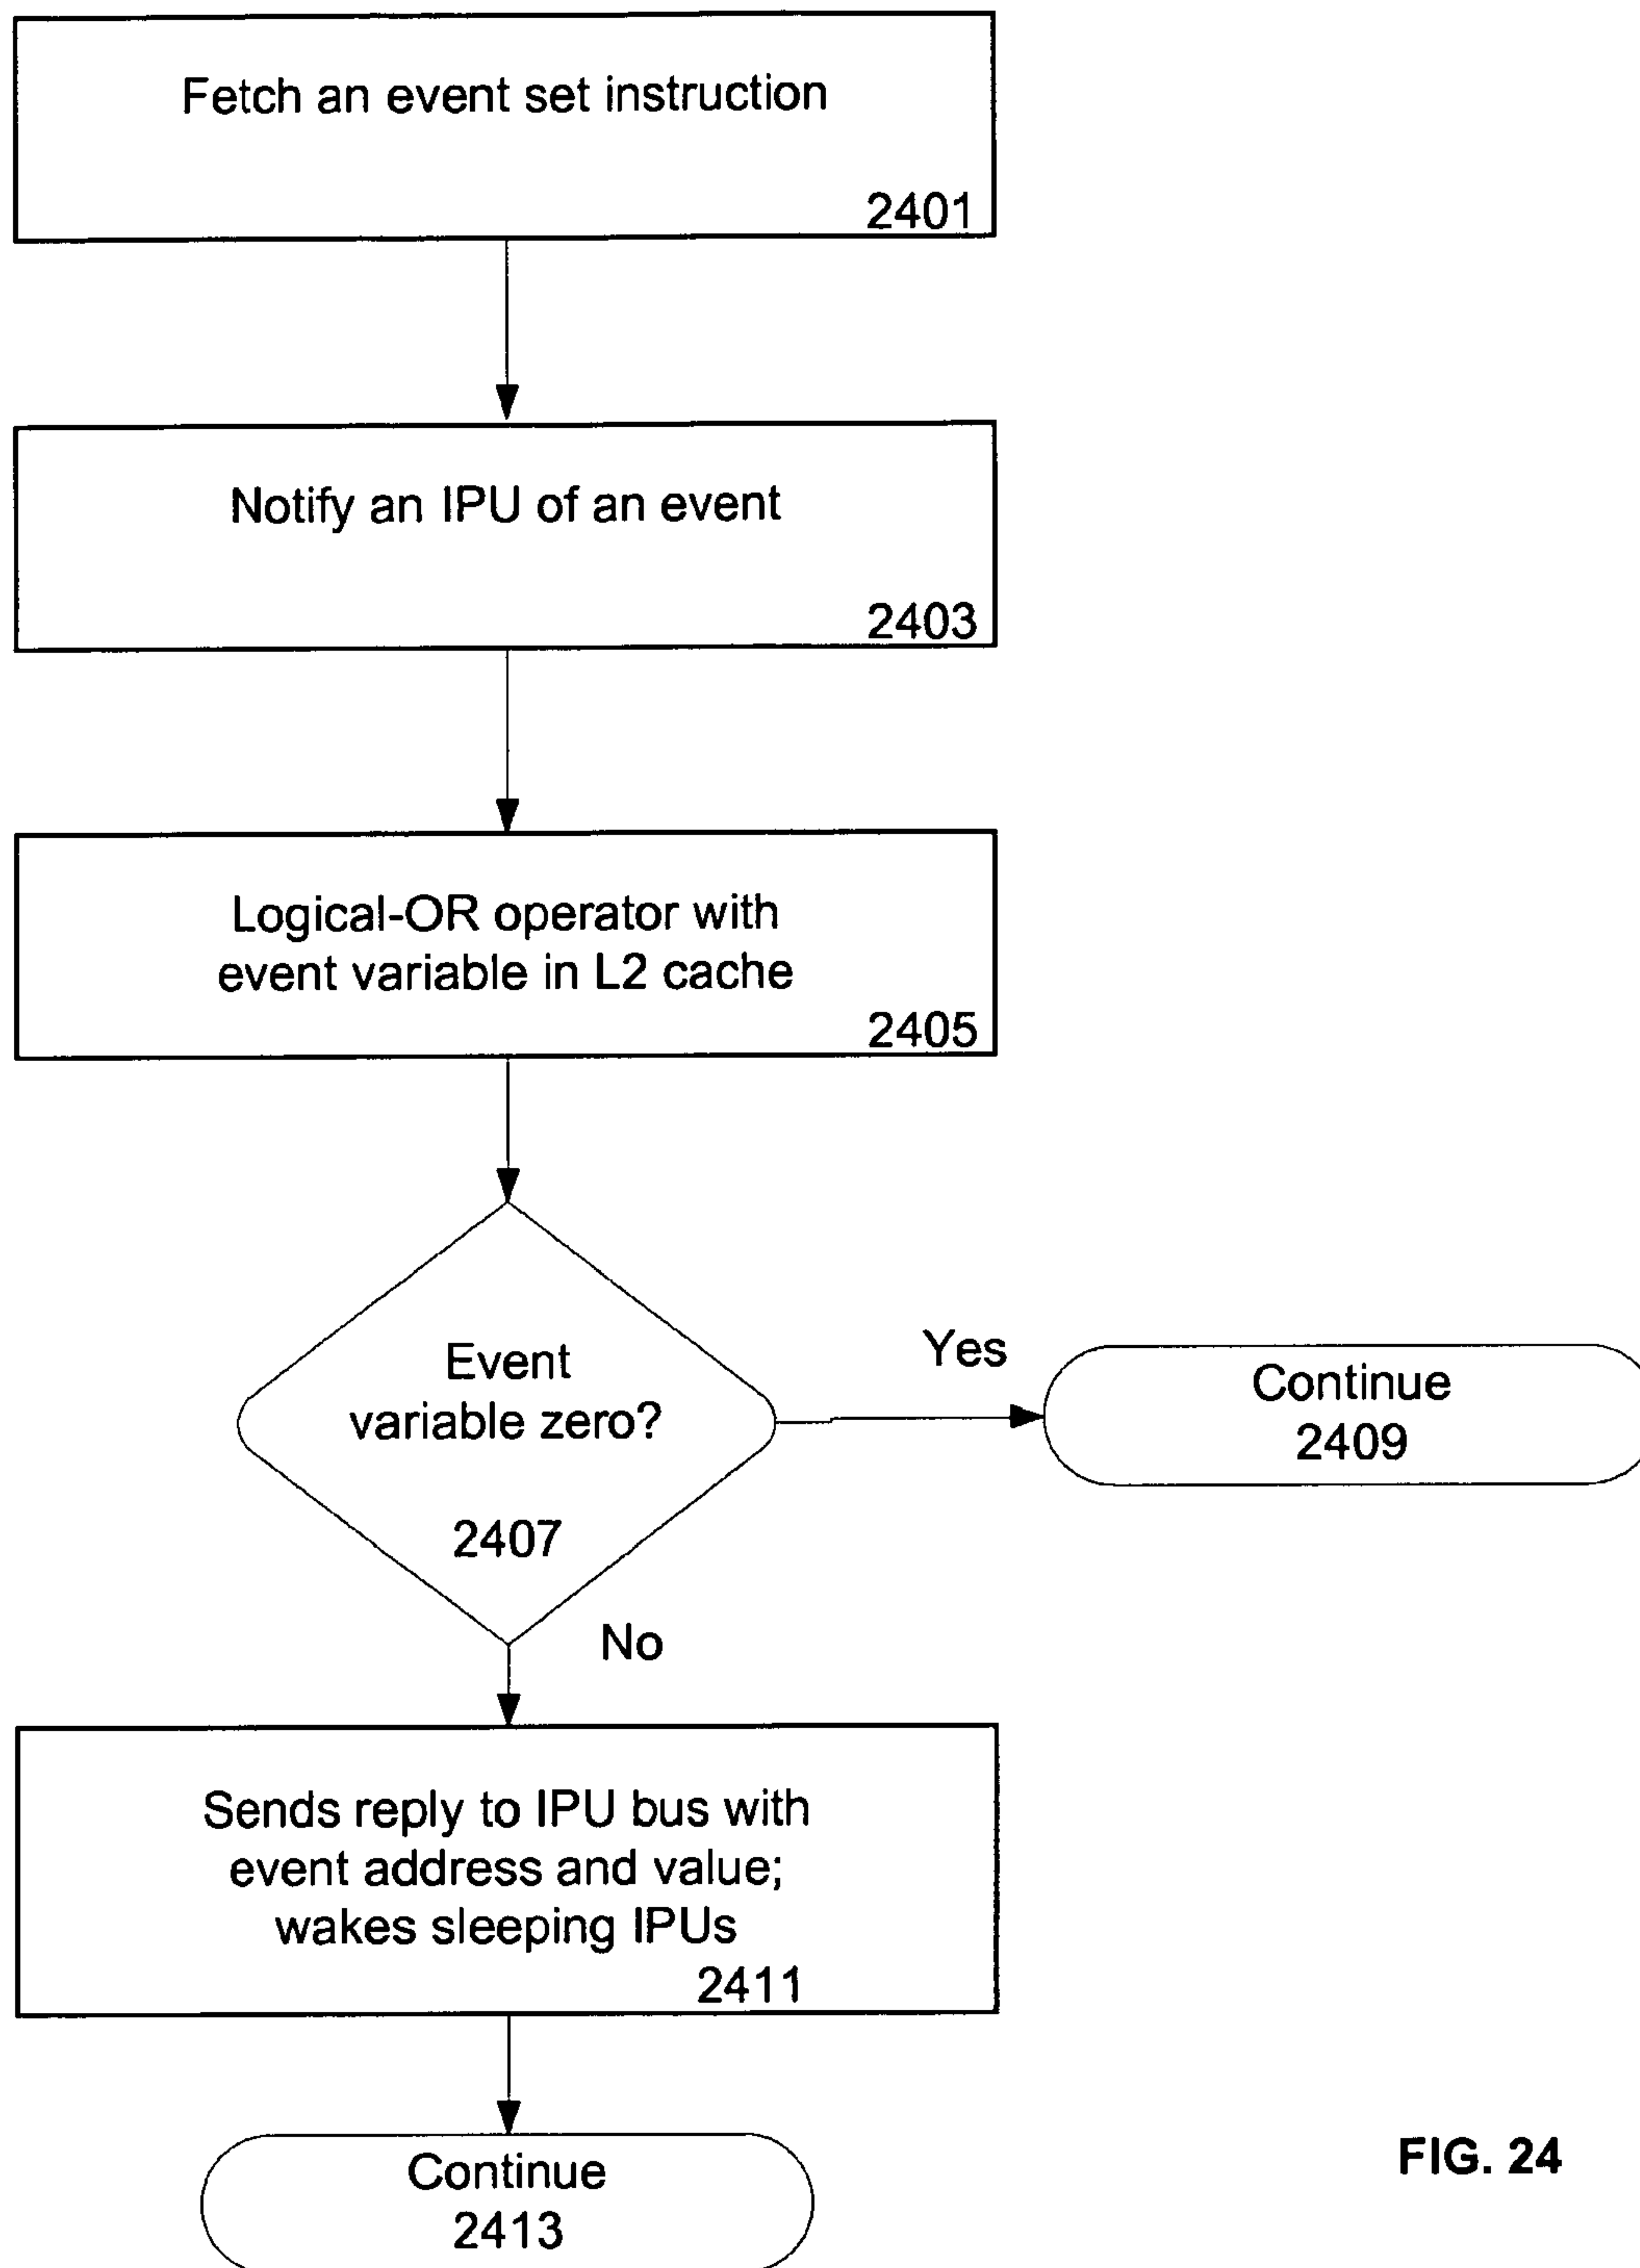 Fetch an event set instruction
2401
Notify an IPU of an event
2403
Logical-OR operator with
event variable in L2 cache
2405
Event
variable zero?
2407
Yes
Continue
2409
No
Sends reply to IPU bus with
event address and value;
wakes sleeping IPUs
2411
Continue
2413
FIG. 24